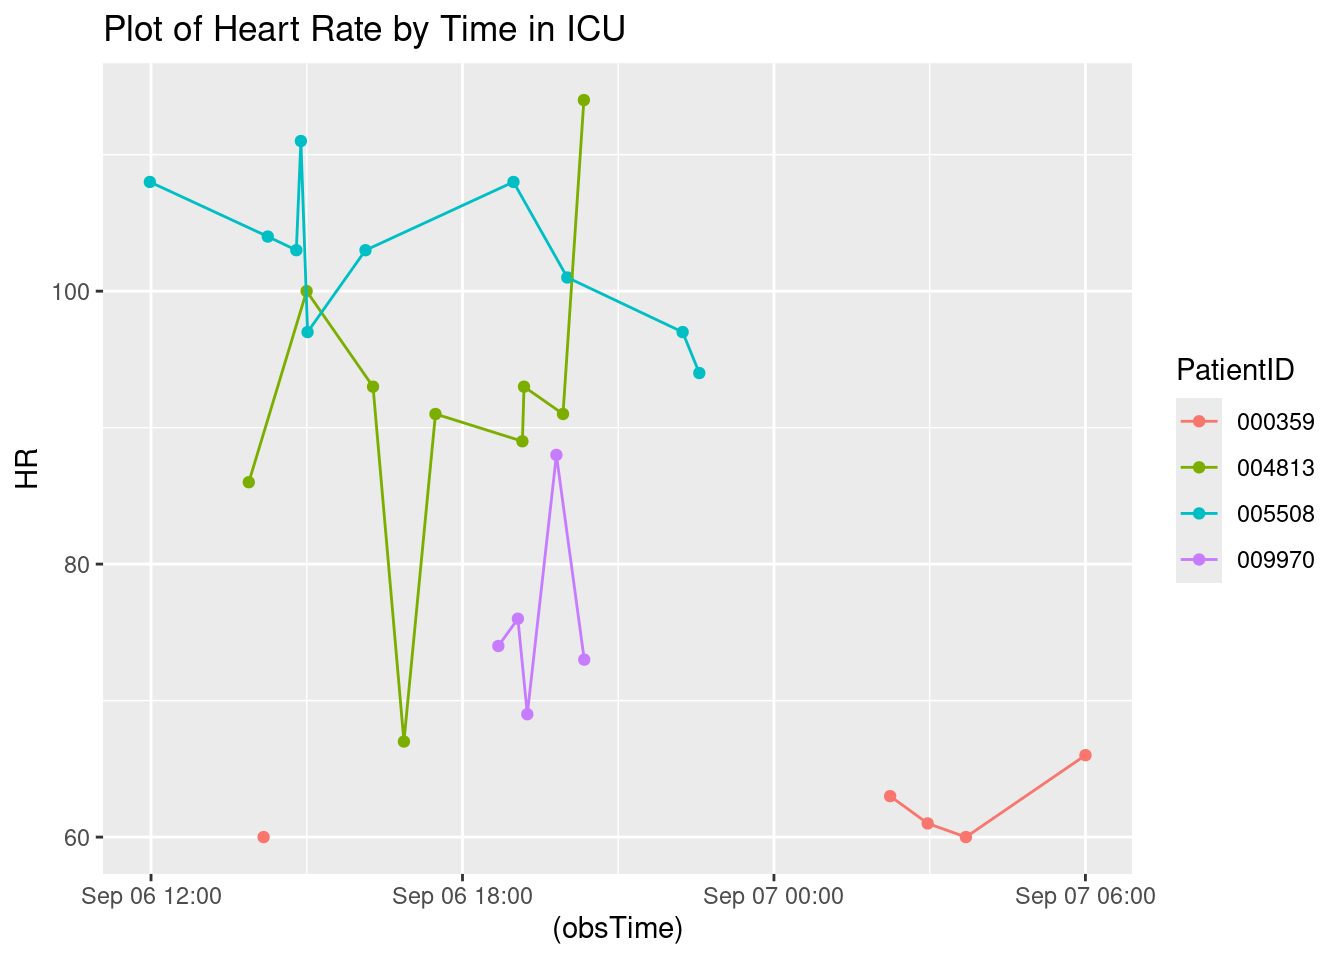 Plot of Heart Rate by Time in ICU
HR
100
80
60
Sep 06 12:00
Sep 06 18:00
Sep 07 00:00
Sep 07 06:00
(obsTime)
PatientID
000359
004813
005508
009970